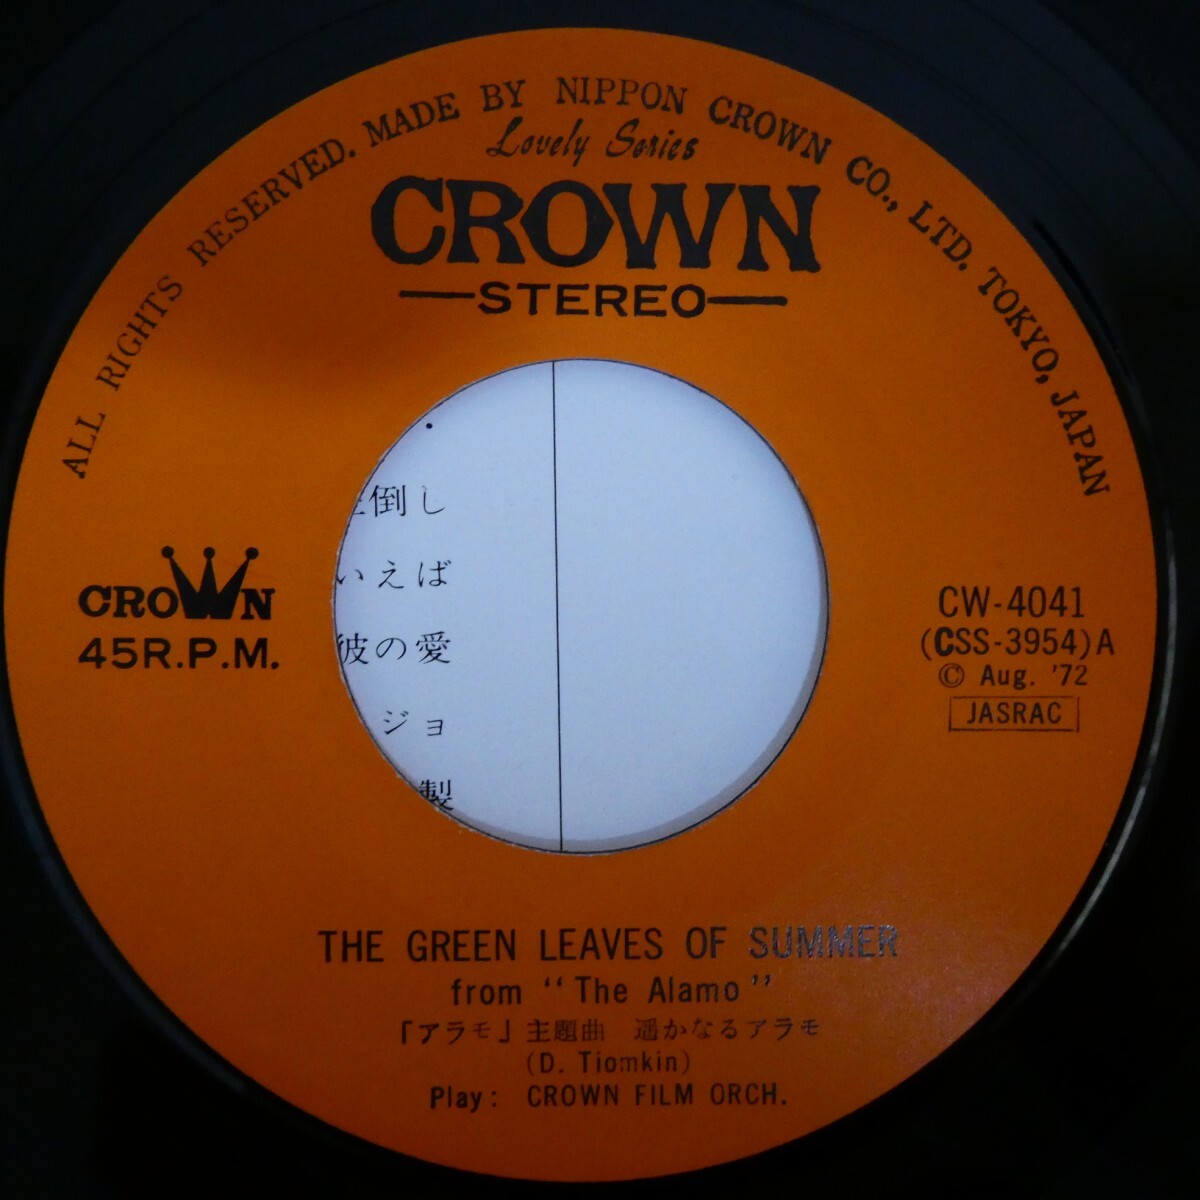 ALL RIGHTS RESERVED. MADE BY NIPPON CROWN CO., LTD. TOKYO, JAPAN
Lovely Series
CROWN
STEREO
倒し
いえば
彼の愛
ジョ
製
CROWN
45R.P.M.
CW-4041
(CSS-3954)A
© Aug. '72
JASRAC
THE GREEN LEAVES OF SUMMER
from “The Alamo”
「アラモ」主題曲 遥かなるアラモ
(D. Tiomkin)
Play: CROWN FILM ORCH.